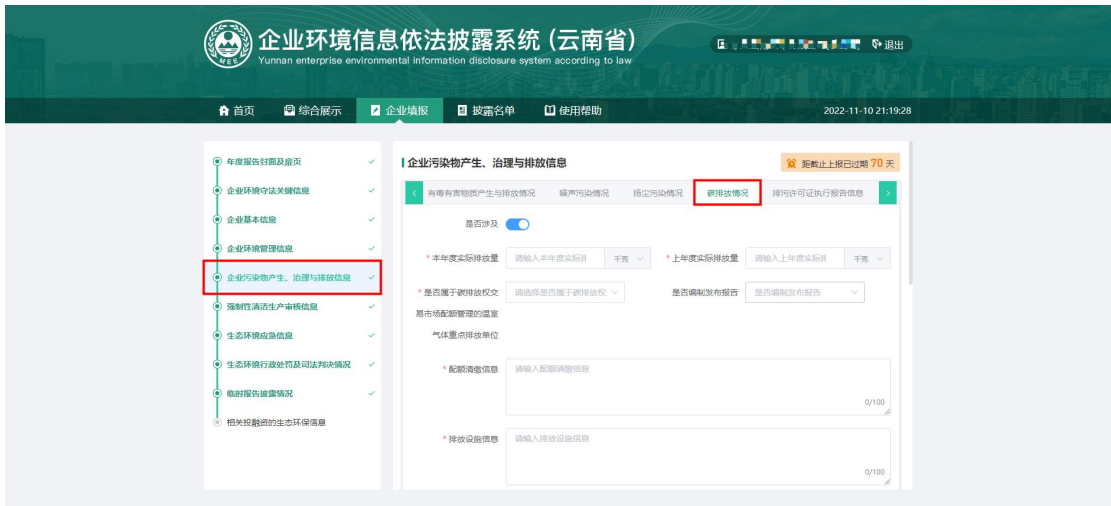 企业环境信息依法披露系统 (云南省)
Yunnan enterprise environmental information disclosure system according to law
MEE
退出
首页 综合展示 企业填报 披露名单 使用帮助 2022-11-10 21:19:28
年度报告封面及扉页
企业环境守法关键信息
企业基本信息
企业环境管理信息
企业污染物产生、治理与排放信息
强制性清洁生产审核信息
生态环境应急信息
生态环境行政处罚及司法判决情况
临时报告披露情况
相关投融资的生态环保信息
企业污染物产生、治理与排放信息
距截止上报已过期 70 天
有毒有害物质产生与排放情况 噪声污染情况 扬尘污染情况 碳排放情况 排污许可证执行报告信息
是否涉及
* 本年度实际排放量 请输入本年度实际排 千克 * 上年度实际排放量 请输入上年度实际排 千克
* 是否属于碳排放权交 请选择是否属于碳排放权 是否编制发布报告 是否编制发布报告
易市场配额管理的温室
气体重点排放单位
* 配额清缴信息 请输入配额清缴信息
0/100
* 排放设施信息 请输入排放设施信息
0/100